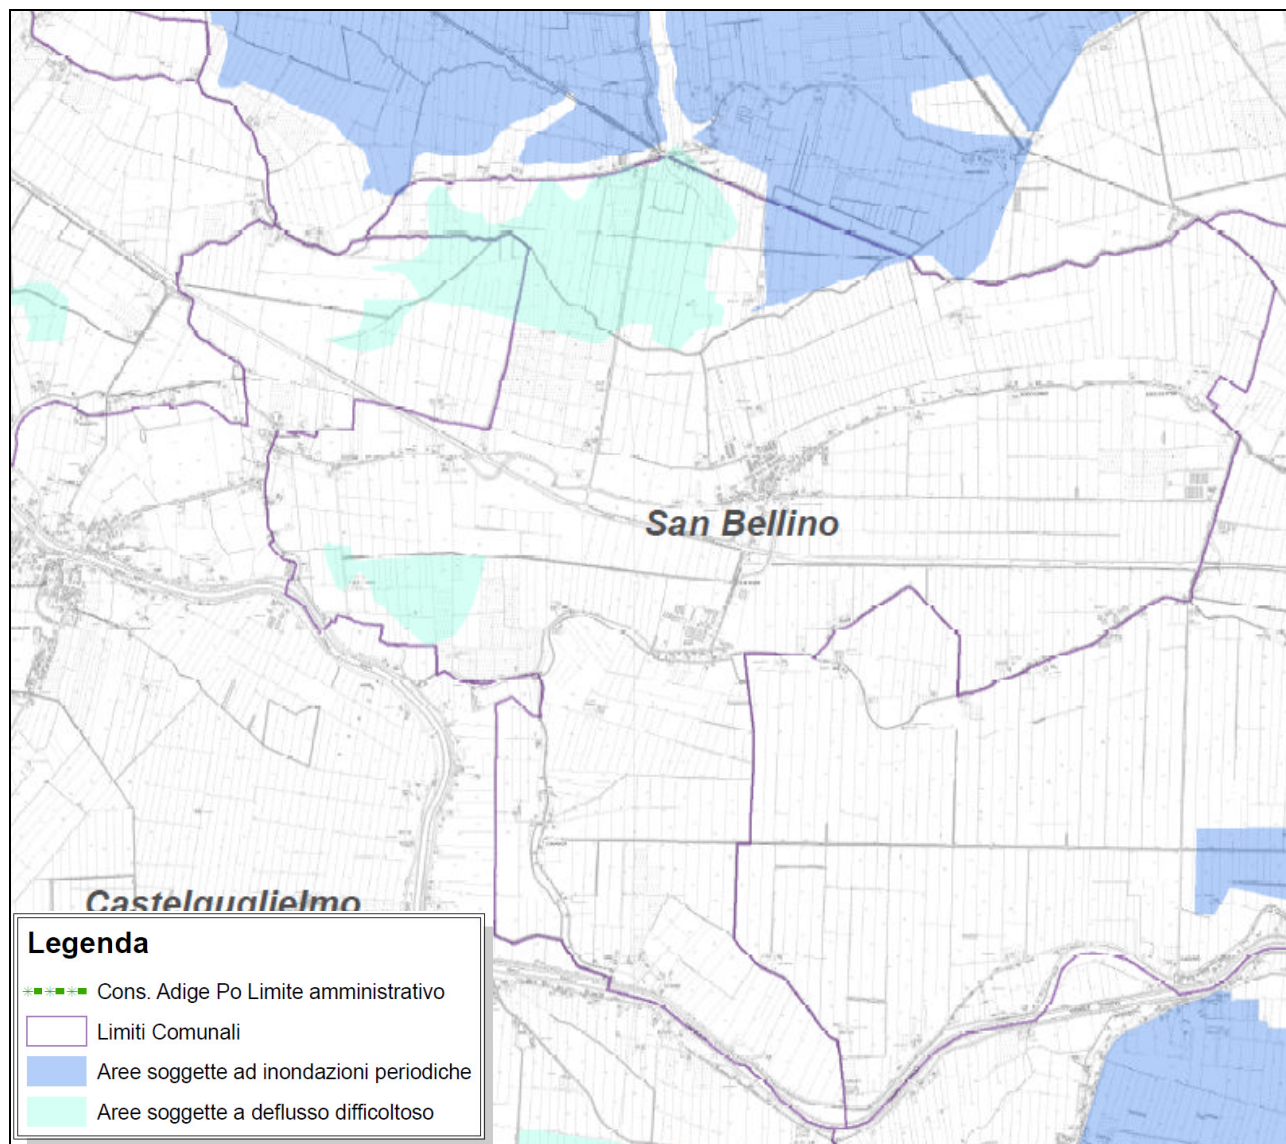 San Bellino
Castelguglielmo
Legenda
Cons. Adige Po Limite amministrativo
Limiti Comunali
Aree soggette ad inondazioni periodiche
Aree soggette a deflusso difficoltoso